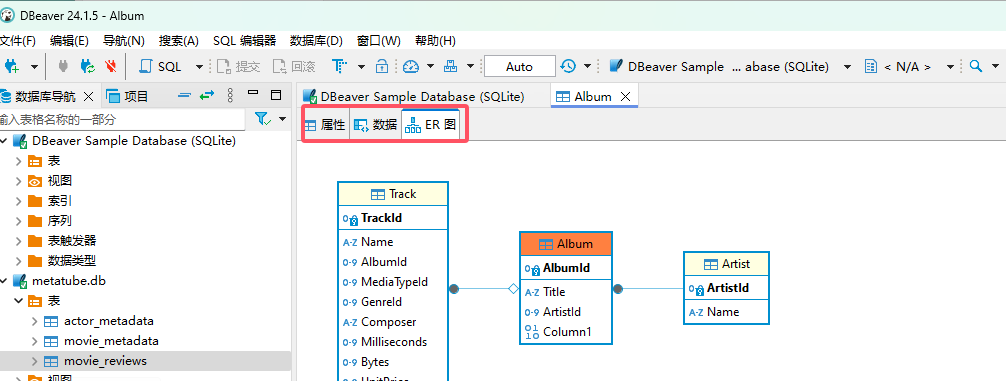 DBeaver 24.1.5 - Album
文件(F) 编辑(E) 导航(N) 搜索(A) SQL 编辑器 数据库(D) 窗口(W) 帮助(H)
SQL 提交 回滚 Auto DBeaver Sample ... abase (SQLite) < N/A >
数据库导航 项目
输入表格名称的一部分
DBeaver Sample Database (SQLite)
表
视图
索引
序列
表触发器
数据类型
metatube.db
表
actor_metadata
movie_metadata
movie_reviews
视图
DBeaver Sample Database (SQLite) Album
属性 数据 ER 图
Track
TrackId
Name
AlbumId
MediaTypeId
GenreId
Composer
Milliseconds
Bytes
UnitPrice
Album
AlbumId
Title
ArtistId
Column1
Artist
ArtistId
Name